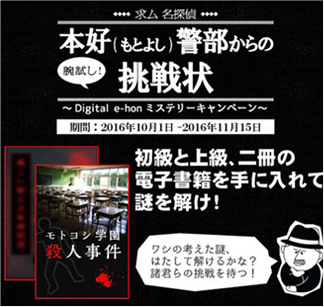 求ム 名探偵
本好(もとよし)警部からの
腕試し!
挑戦状
~Digital e-hon ミステリーキャンペーン~
期間:2016年10月1日 -2016年11月15日
初級と上級、二冊の
電子書籍を手に入れて
謎を解け!
モトヨシ学園
殺人事件
ワシの考えた謎、
はたして解けるかな?
諸君らの挑戦を待つ!